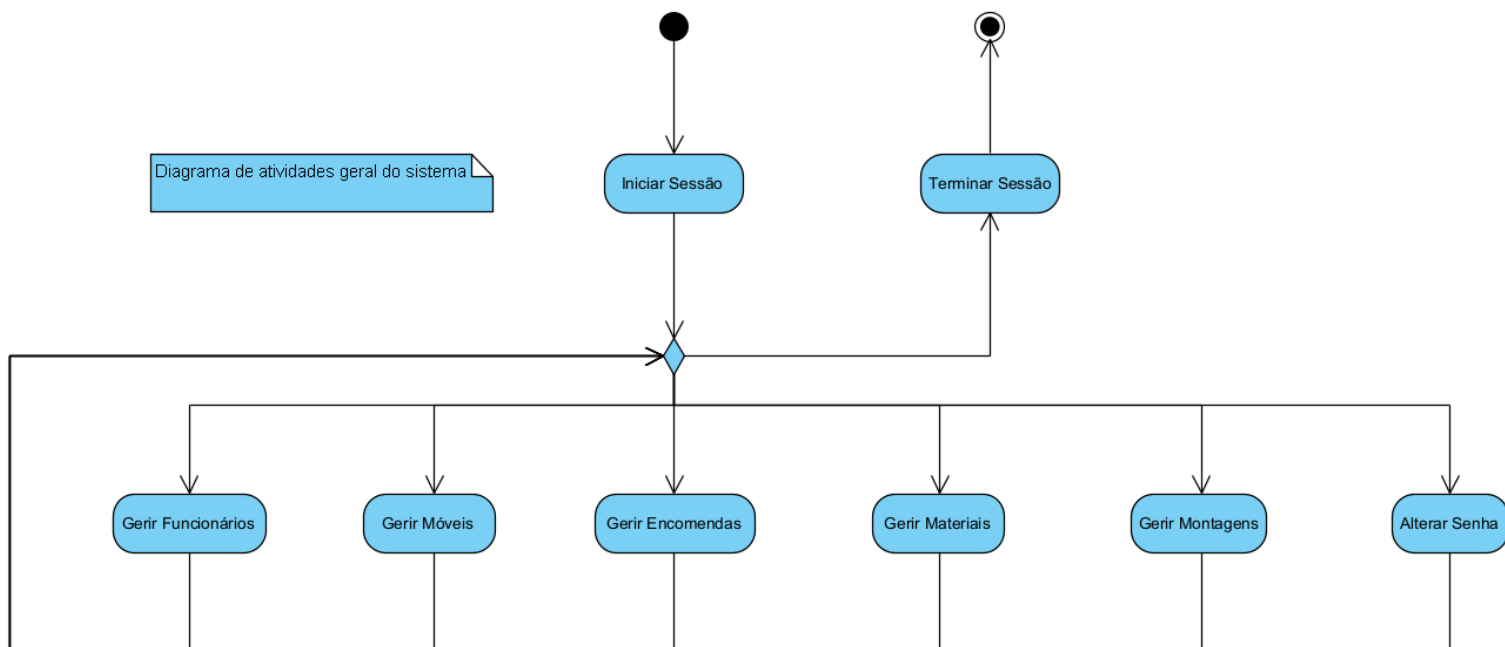 Diagrama de atividades geral do sistema
Iniciar Sessão
Terminar Sessão
Gerir Funcionários
Gerir Móveis
Gerir Encomendas
Gerir Materiais
Gerir Montagens
Alterar Senha